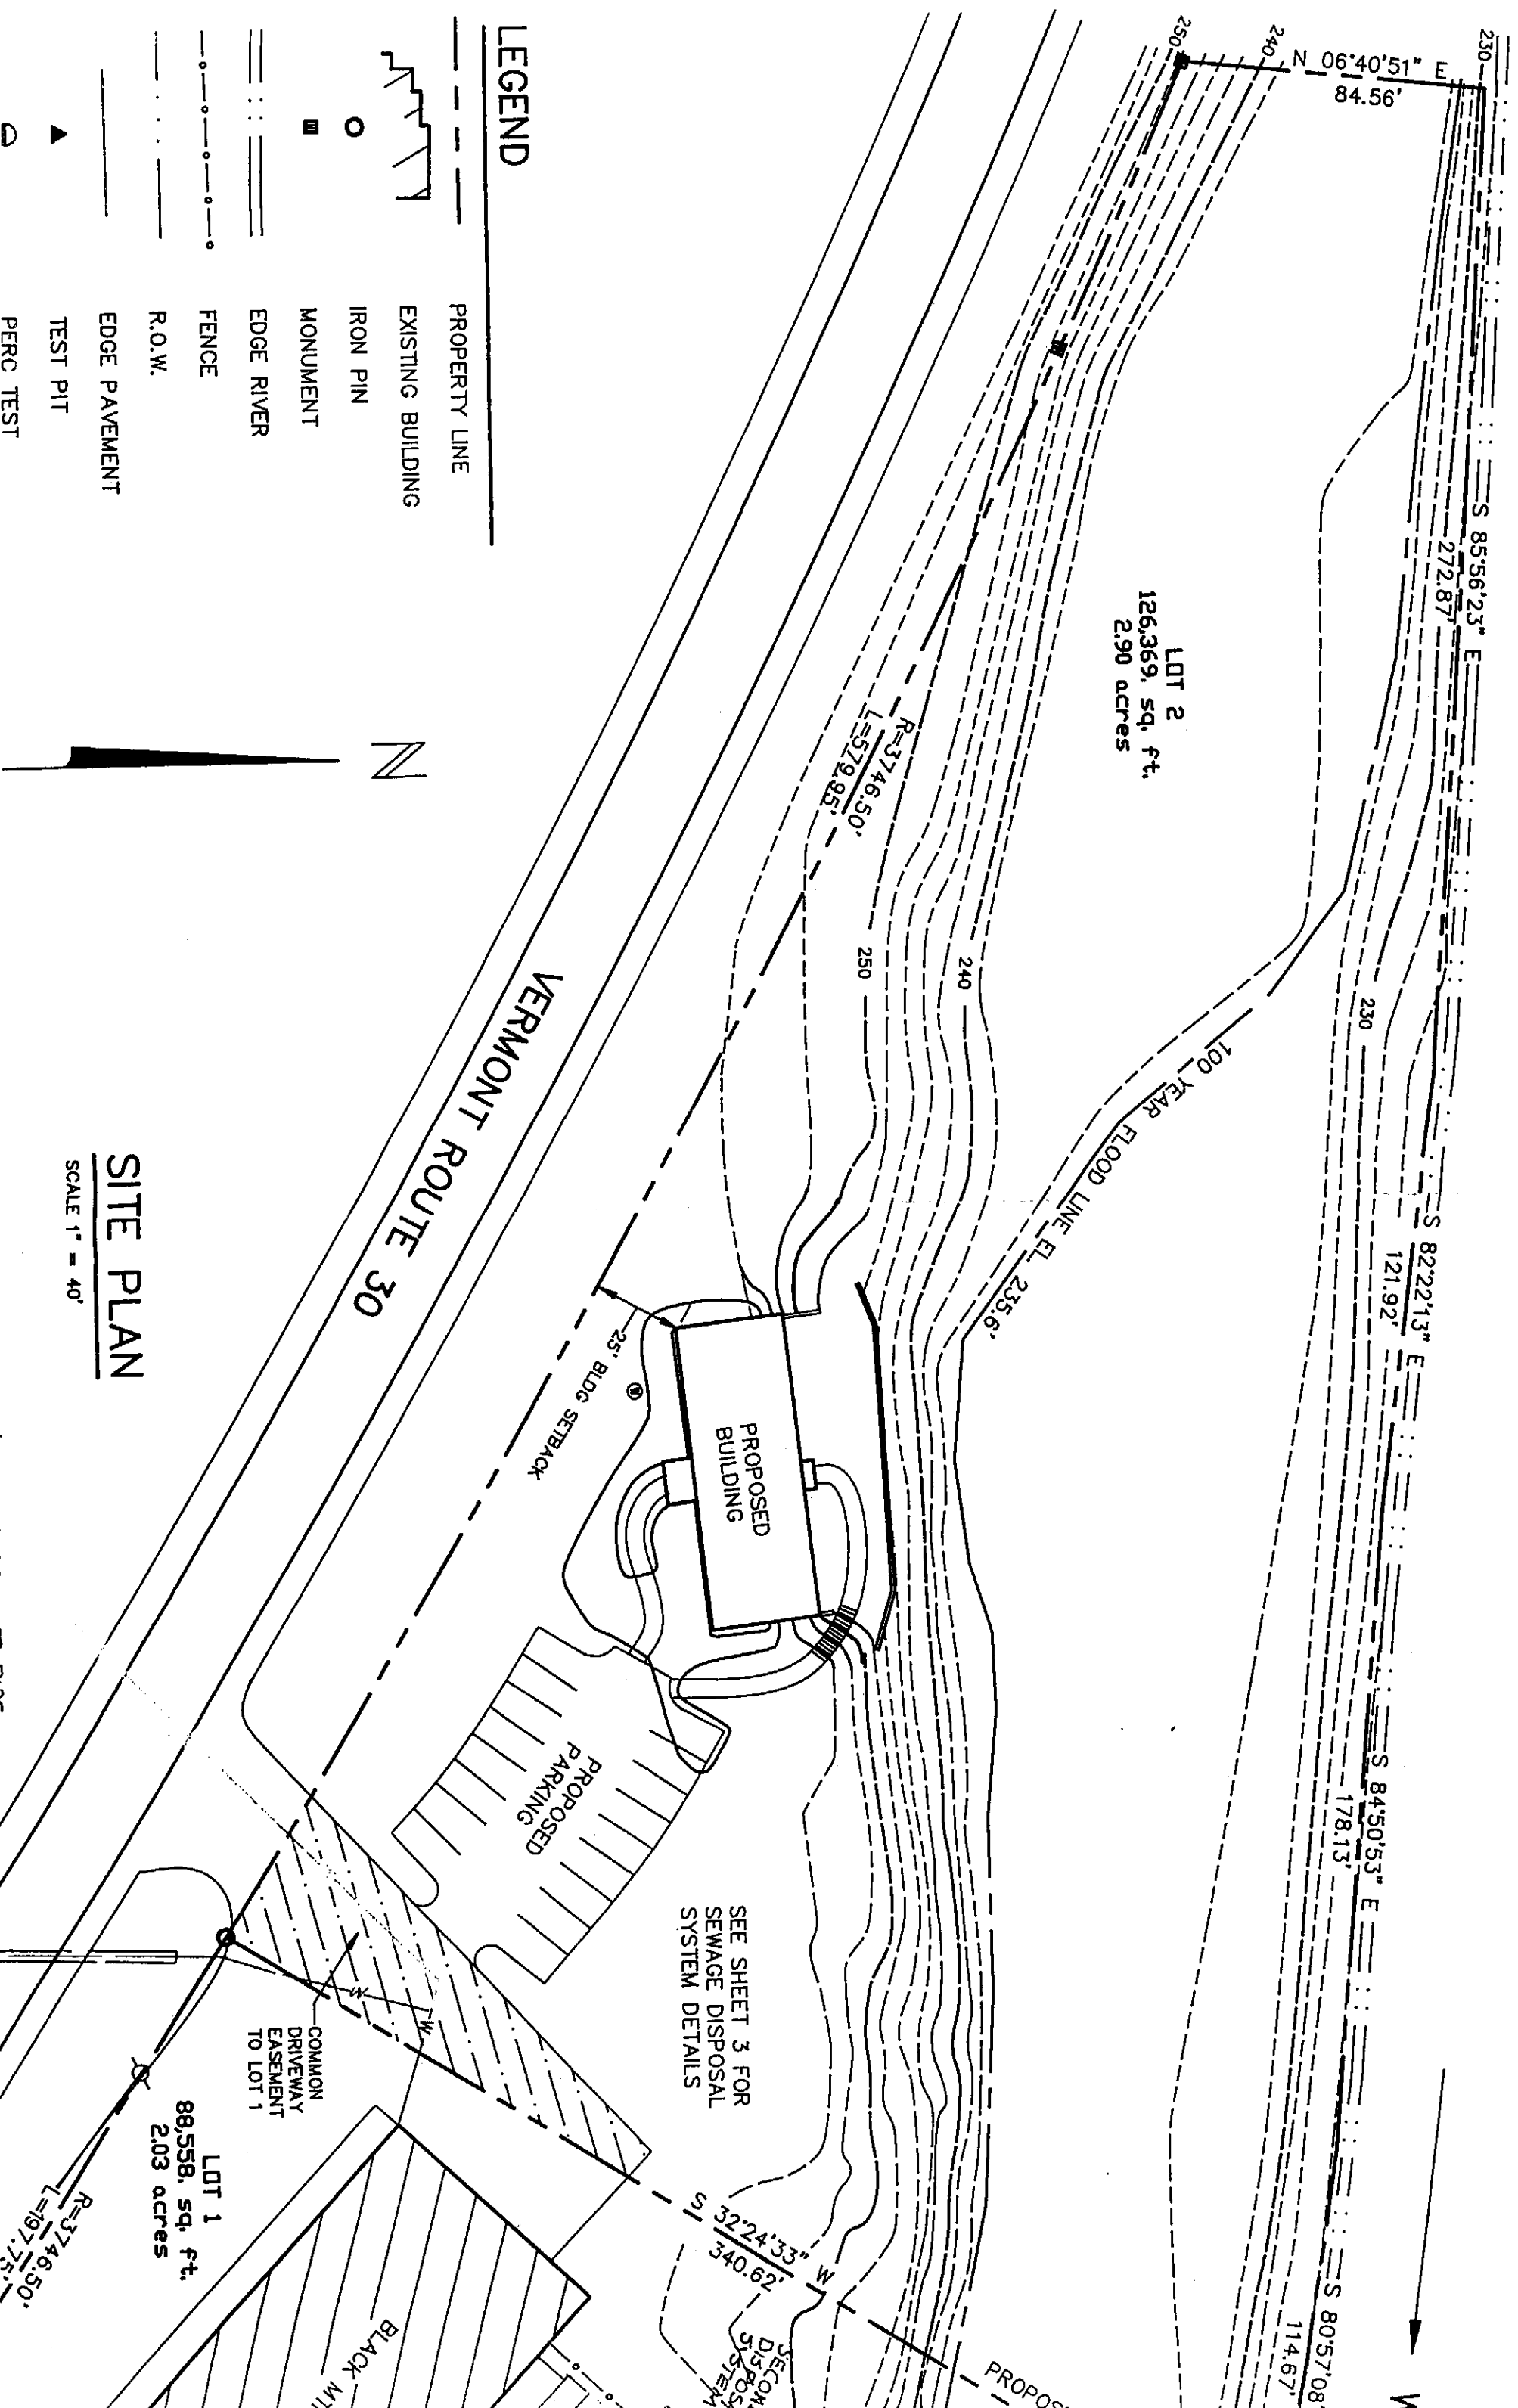 LEGEND
PROPERTY LINE
EXISTING BUILDING
IRON PIN
MONUMENT
EDGE RIVER
FENCE
R.O.W.
EDGE PAVEMENT
TEST PIT
PERC TEST
N
SITE PLAN
SCALE 1" = 40'
VERMONT ROUTE 30
230
240
250
N 06°40'51" E
84.56'
S 85°56'23" E
272.87'
S 82°22'13" E
121.92'
S 84°50'53" E
178.13'
S 80°57'08"
114.67'
LOT 2
126,369. sq. ft.
2.90 acres
R=3746.50'
L=579.95'
250
240
230
100 YEAR FLOOD LINE EL. 235.6'
25' BLDG SETBACK
W
PROPOSED
BUILDING
PROPOSED
PARKING
SEE SHEET 3 FOR
SEWAGE DISPOSAL
SYSTEM DETAILS
COMMON
DRIVEWAY
EASEMENT
TO LOT 1
W
W
LOT 1
88,558. sq. ft.
2.03 acres
R=3746.50'
L=197.75'
S 32°24'33" W
340.62'
BLACK